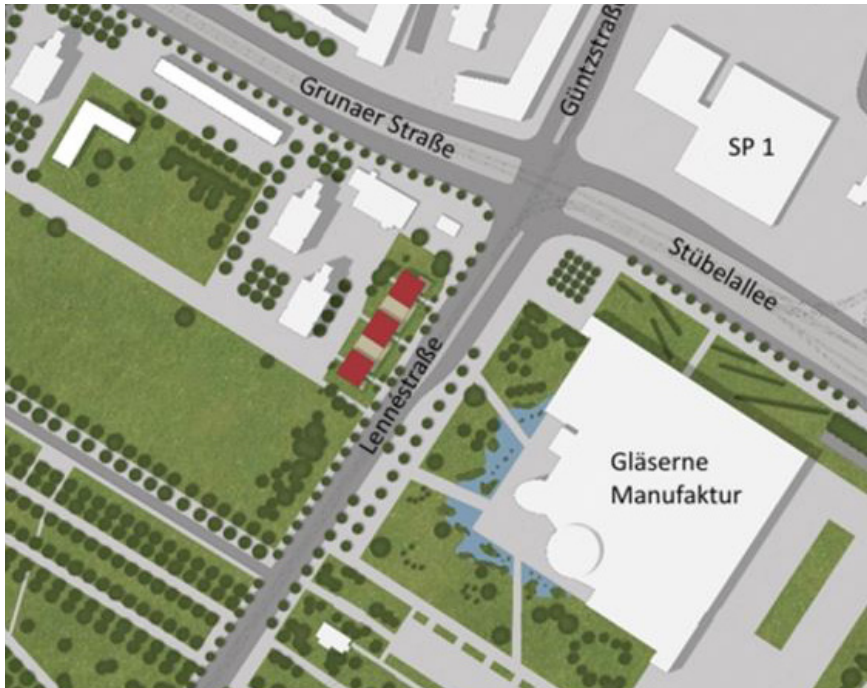 Grunaer Straße
Güntzstraße
SP 1
Stübelallee
Lennéstraße
Gläserne
Manufaktur